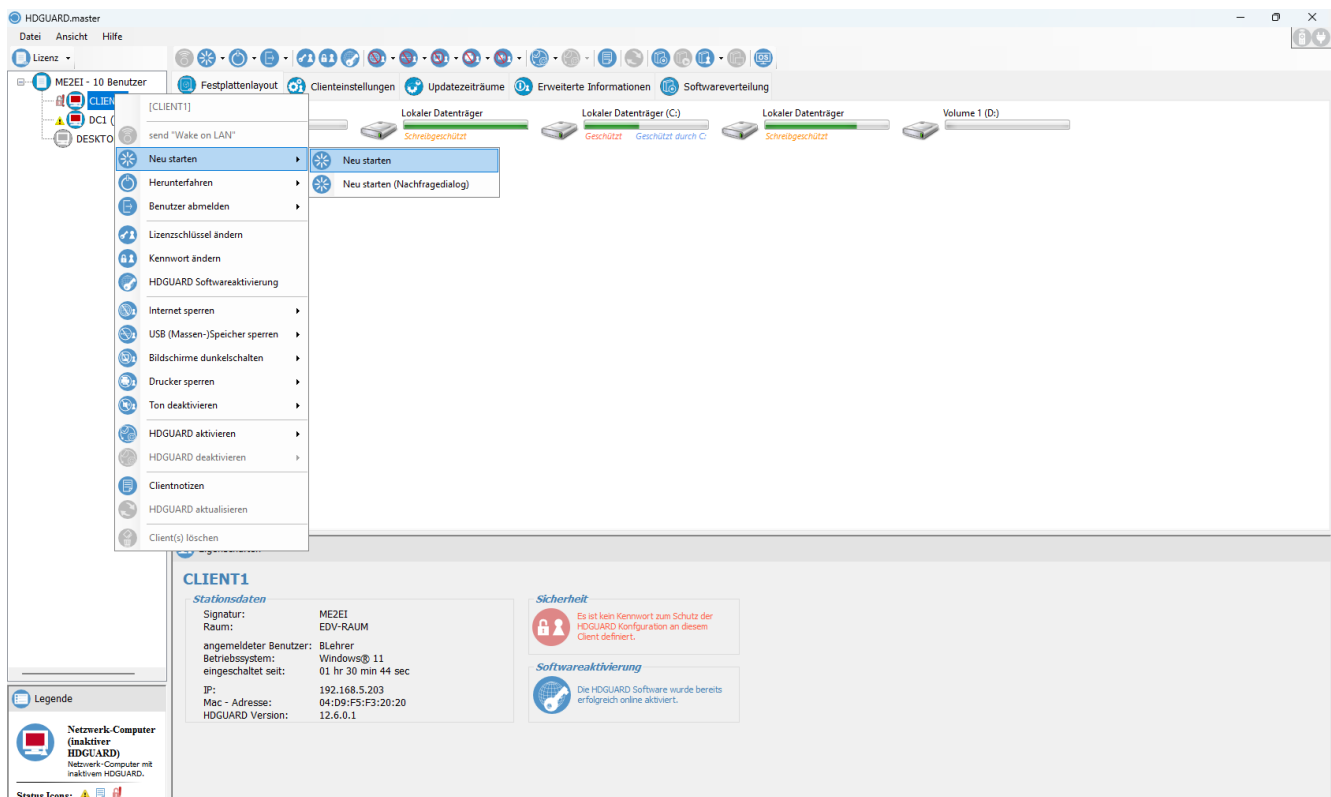 HDGUARD.master
Datei Ansicht Hilfe
Lizenz
ME2EI - 10 Benutzer
DC1 (
Festplattenlayout Clienteinstellungen Updatezeiträume Erweiterte Informationen Softwareverteilung
Lokaler Datenträger
Schreibgeschützt
Lokaler Datenträger (C:)
Geschützt Geschützt durch C:
Lokaler Datenträger
Schreibgeschützt
Volume 1 (D:)
[CLIENT1]
send "Wake on LAN"
Neu starten
Herunterfahren
Benutzer abmelden
Lizenzschlüssel ändern
Kennwort ändern
HDGUARD Softwareaktivierung
Internet sperren
USB (Massen-)Speicher sperren
Bildschirme dunkelschalten
Drucker sperren
Ton deaktivieren
HDGUARD aktivieren
HDGUARD deaktivieren
Clientnotizen
HDGUARD aktualisieren
Client(s) löschen
Neu starten
Neu starten (Nachfragedialog)
CLIENT1
Stationsdaten
Signatur: ME2EI
Raum: EDV-RAUM
angemeldeter Benutzer: BLehrer
Betriebssystem: Windows® 11
eingeschaltet seit: 01 hr 30 min 44 sec
IP: 192.168.5.203
Mac - Adresse: 04:D9:F5:F3:20:20
HDGUARD Version: 12.6.0.1
Sicherheit
Es ist kein Kennwort zum Schutz der
HDGUARD Konfguration an diesem
Client definiert.
Softwareaktivierung
Die HDGUARD Software wurde bereits
erfolgreich online aktiviert.
Legende
Netzwerk-Computer
(inaktiver
HDGUARD)
Netzwerk-Computer mit
inaktivem HDGUARD.
Status Icons: